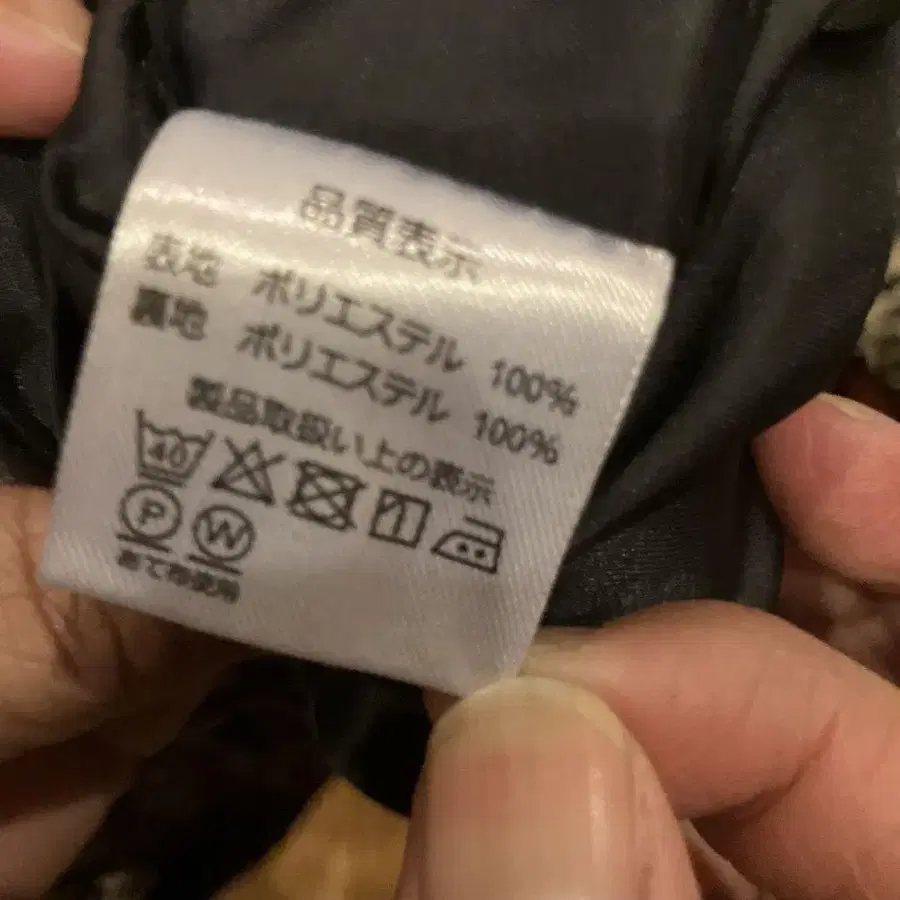 品質表示
表地 ポリエステル 100%
裏地 ポリエステル 100%
製品取扱い上の表示
40
P W
あて布使用